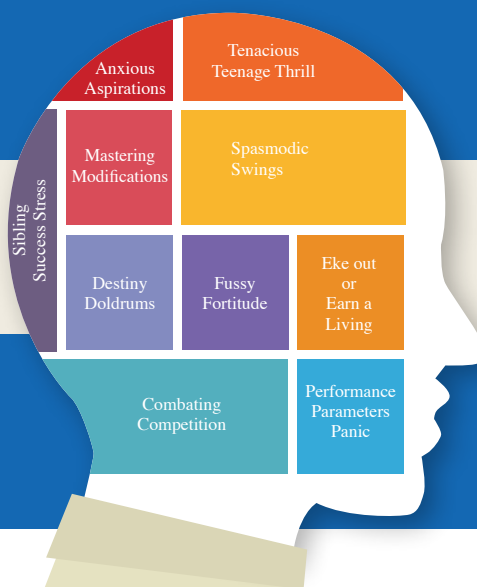 Anxious
Aspirations
Tenacious
Teenage Thrill
Sibling
Success Stress
Mastering
Modifications
Spasmodic
Swings
Destiny
Doldrums
Fussy
Fortitude
Eke out
or
Earn a
Living
Combating
Competition
Performance
Parameters
Panic